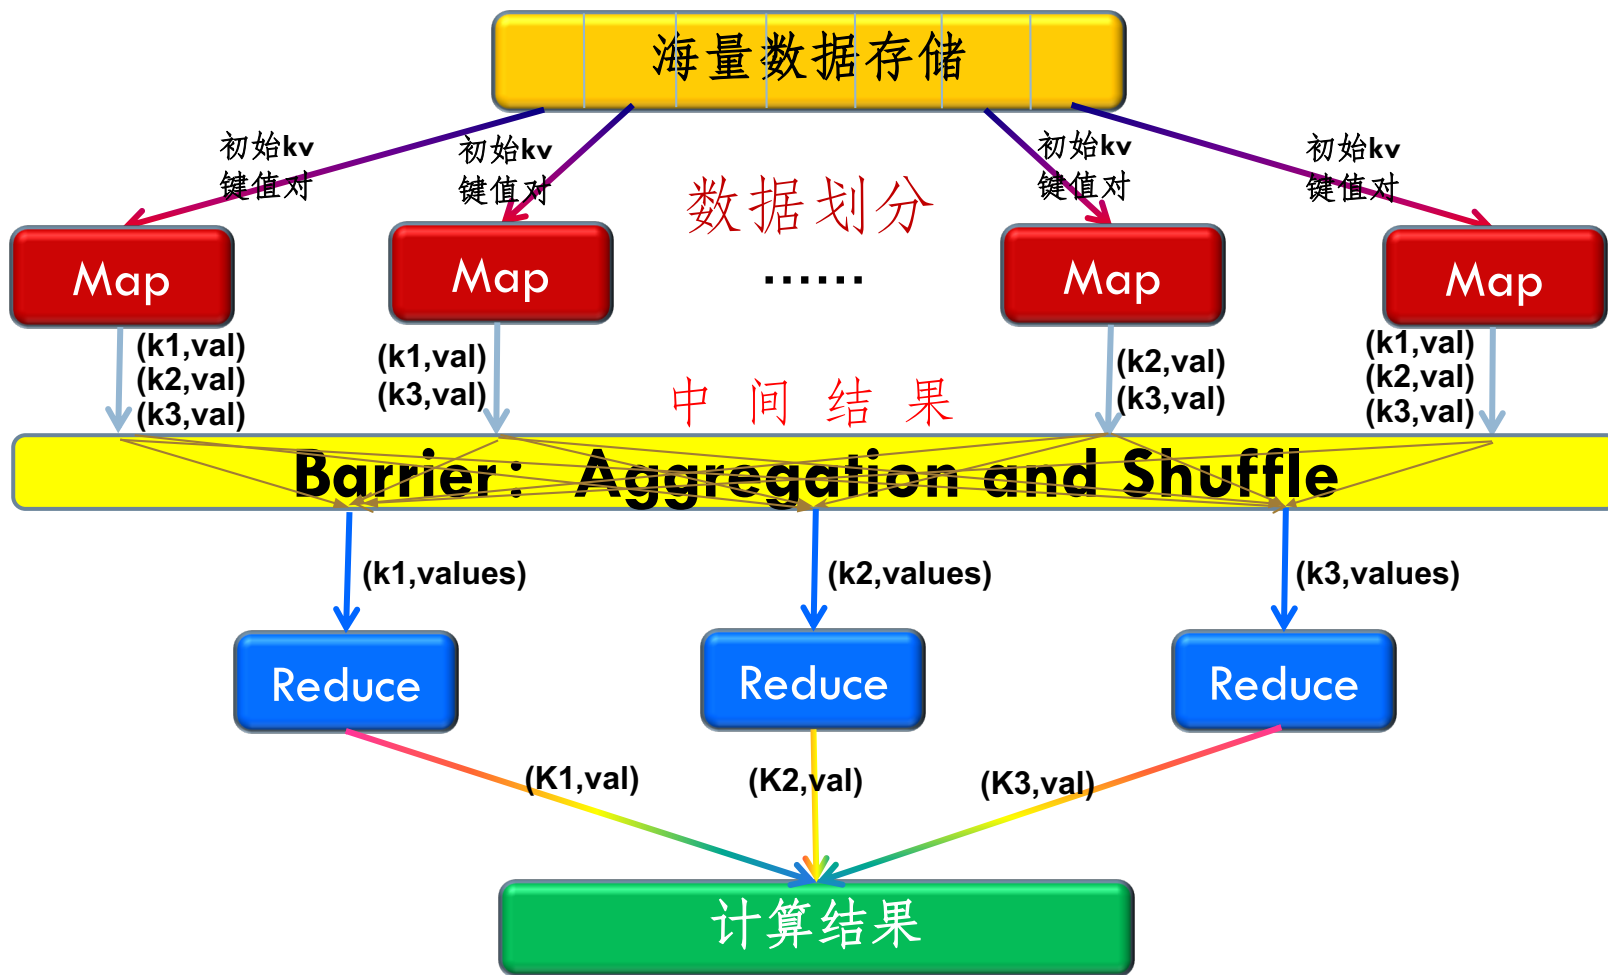 海量数据存储
初始kv
键值对
初始kv
键值对
初始kv
键值对
初始kv
键值对
数据划分
Map
Map
......
Map
Map
(k1,val)
(k2,val)
(k3,val)
(k1,val)
(k3,val)
中 间 结 果
(k2,val)
(k3,val)
(k1,val)
(k2,val)
(k3,val)
Barrier：Aggregation and Shuffle
(k1,values)
(k2,values)
(k3,values)
Reduce
Reduce
Reduce
(K1,val)
(K2,val)
(K3,val)
计算结果